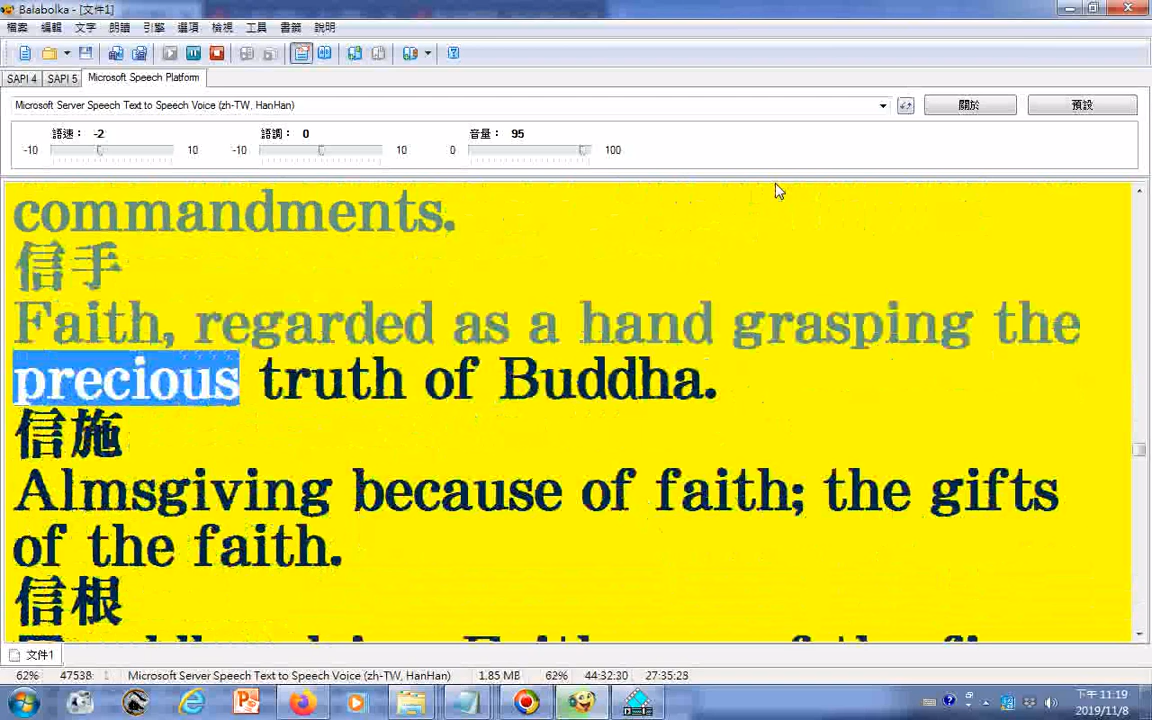 Balabolka - [文件1]
檔案 編輯 文字 朗讀 引擎 選項 檢視 工具 書籤 說明
SAPI 4 SAPI 5 Microsoft Speech Platform
Microsoft Server Speech Text to Speech Voice (zh-TW, HanHan) 關於 預設
語速： -2 語調： 0 音量： 95
-10 10 -10 10 0 100
commandments.
信手
Faith, regarded as a hand grasping the
precious truth of Buddha.
信施
Almsgiving because of faith; the gifts
of the faith.
信根
文件1
62% 47538 1 Microsoft Server Speech Text to Speech Voice (zh-TW, HanHan) 1.85 MB 62% 44:32:30 27:35:28
下午 11:19
2019/11/8